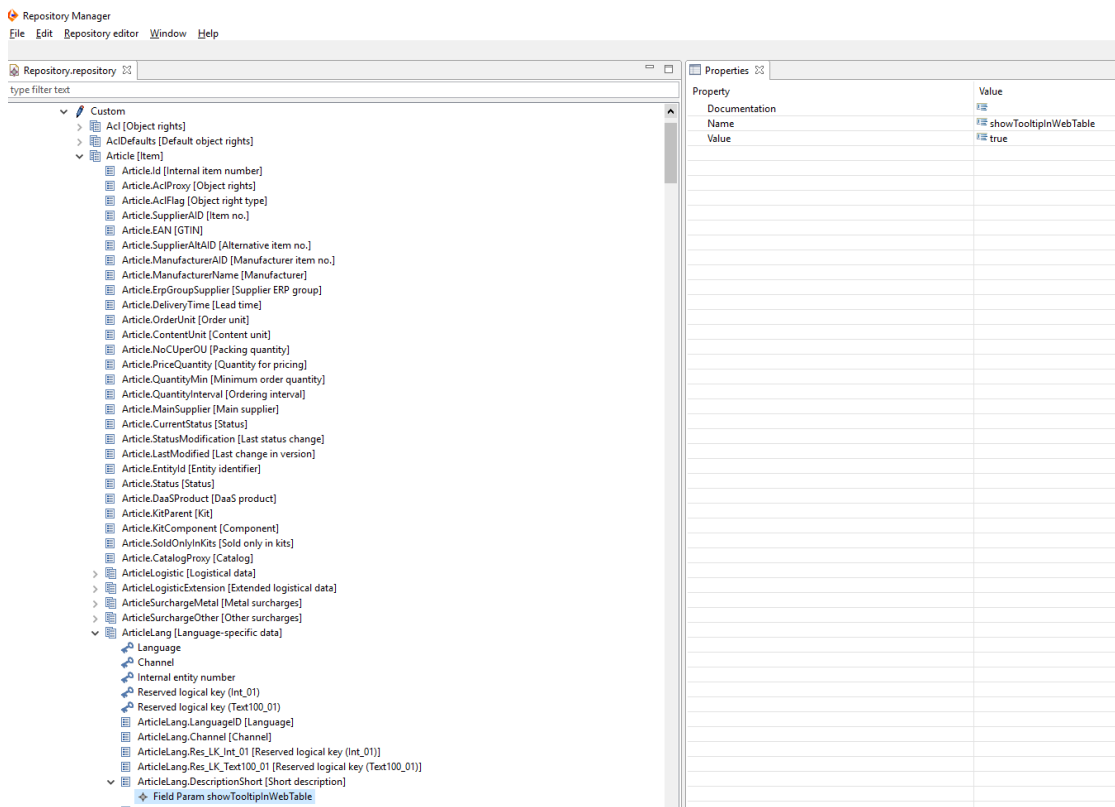 Repository Manager
File Edit Repository editor Window Help
Repository.repository
type filter text
Custom
Acl [Object rights]
AclDefaults [Default object rights]
Article [Item]
Article.Id [Internal item number]
Article.AclProxy [Object rights]
Article.AclFlag [Object right type]
Article.SupplierAID [Item no.]
Article.EAN [GTIN]
Article.SupplierAltAID [Alternative item no.]
Article.ManufacturerAID [Manufacturer item no.]
Article.ManufacturerName [Manufacturer]
Article.ErpGroupSupplier [Supplier ERP group]
Article.DeliveryTime [Lead time]
Article.OrderUnit [Order unit]
Article.ContentUnit [Content unit]
Article.NoCUperOU [Packing quantity]
Article.PriceQuantity [Quantity for pricing]
Article.QuantityMin [Minimum order quantity]
Article.QuantityInterval [Ordering interval]
Article.MainSupplier [Main supplier]
Article.CurrentStatus [Status]
Article.StatusModification [Last status change]
Article.LastModified [Last change in version]
Article.EntityId [Entity identifier]
Article.Status [Status]
Article.DaaSProduct [DaaS product]
Article.KitParent [Kit]
Article.KitComponent [Component]
Article.SoldOnlyInKits [Sold only in kits]
Article.CatalogProxy [Catalog]
ArticleLogistic [Logistical data]
ArticleLogisticExtension [Extended logistical data]
ArticleSurchargeMetal [Metal surcharges]
ArticleSurchargeOther [Other surcharges]
ArticleLang [Language-specific data]
Language
Channel
Internal entity number
Reserved logical key (Int_01)
Reserved logical key (Text100_01)
ArticleLang.LanguageID [Language]
ArticleLang.Channel [Channel]
ArticleLang.Res_LK_Int_01 [Reserved logical key (Int_01)]
ArticleLang.Res_LK_Text100_01 [Reserved logical key (Text100_01)]
ArticleLang.DescriptionShort [Short description]
Field Param showTooltipInWebTable
Properties
Property Value
Documentation
Name showTooltipInWebTable
Value true